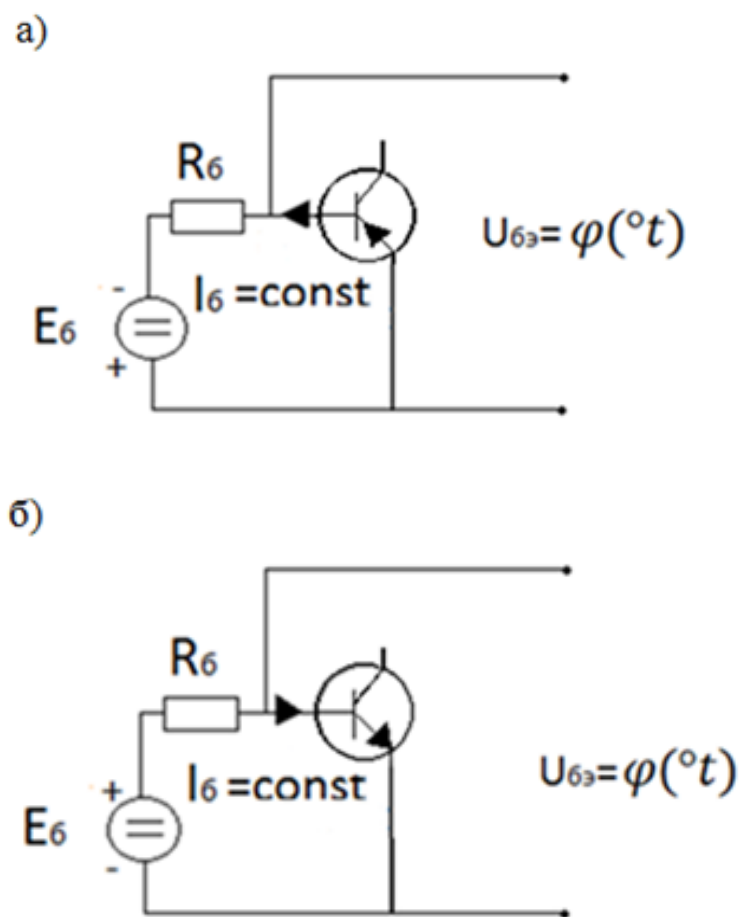 а)
Rб
Uбэ=φ(°t)
-
Iб =const
Eб
+
б)
Rб
Uбэ=φ(°t)
+
Iб =const
Eб
-